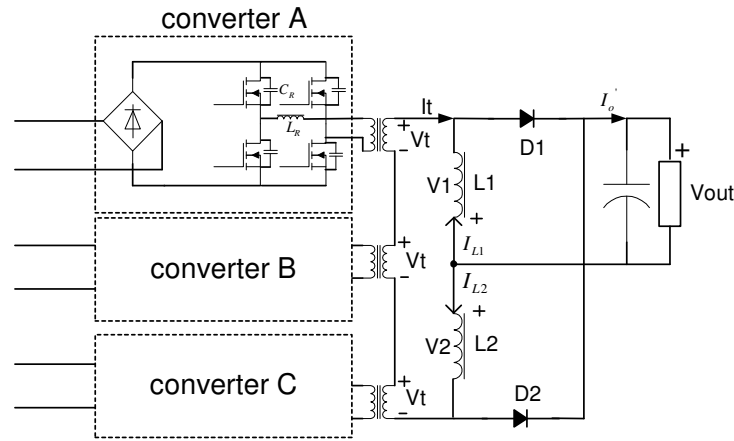 converter A
C_R
L_R
It
+
Vt
−
D1
I_o'
V1
L1
+
I_L1
+
Vout
converter B
+
Vt
−
I_L2
+
V2
L2
converter C
+
Vt
−
D2